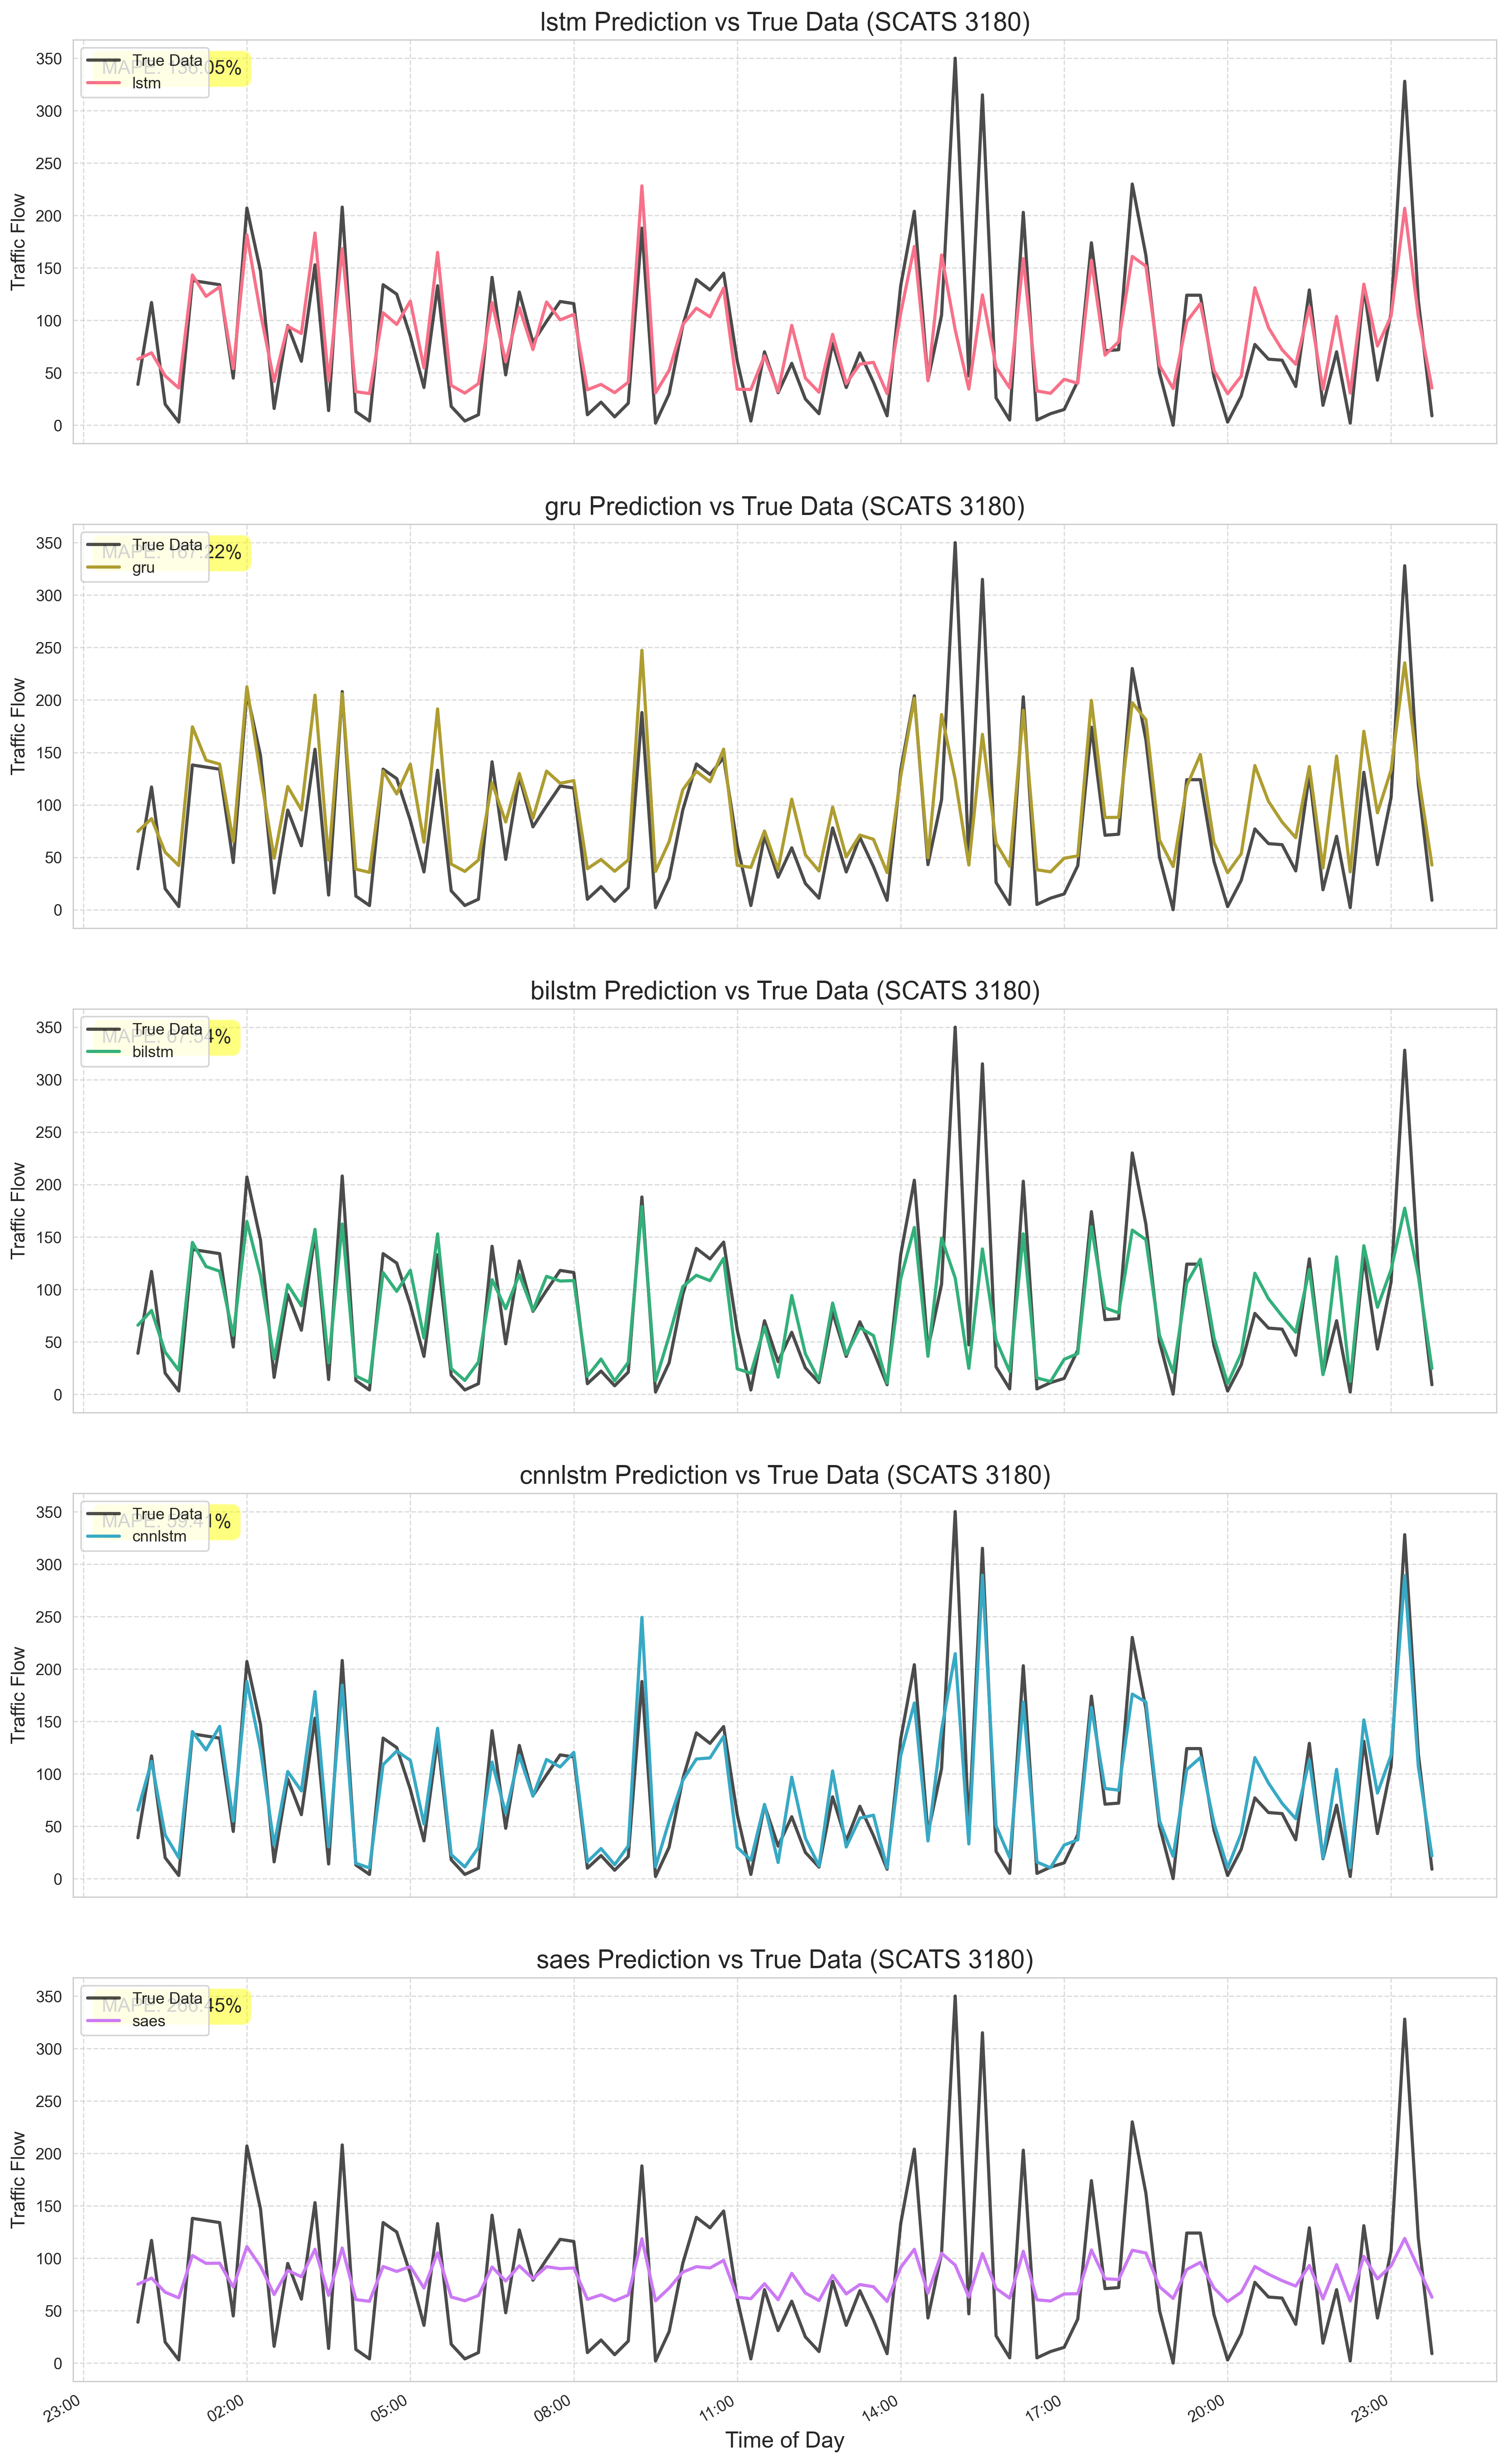 lstm Prediction vs True Data (SCATS 3180)
350
300
250
200
150
100
50
0
Traffic Flow
MAPE: 05%
True Data
lstm
gru Prediction vs True Data (SCATS 3180)
350
300
250
200
150
100
50
0
Traffic Flow
MAPE: 22%
True Data
gru
bilstm Prediction vs True Data (SCATS 3180)
350
300
250
200
150
100
50
0
Traffic Flow
MAPE: 4%
True Data
bilstm
cnnlstm Prediction vs True Data (SCATS 3180)
350
300
250
200
150
100
50
0
Traffic Flow
MAPE: 1%
True Data
cnnlstm
saes Prediction vs True Data (SCATS 3180)
350
300
250
200
150
100
50
0
Traffic Flow
MAPE: 45%
True Data
saes
23:00
02:00
05:00
08:00
11:00
14:00
17:00
20:00
23:00
Time of Day